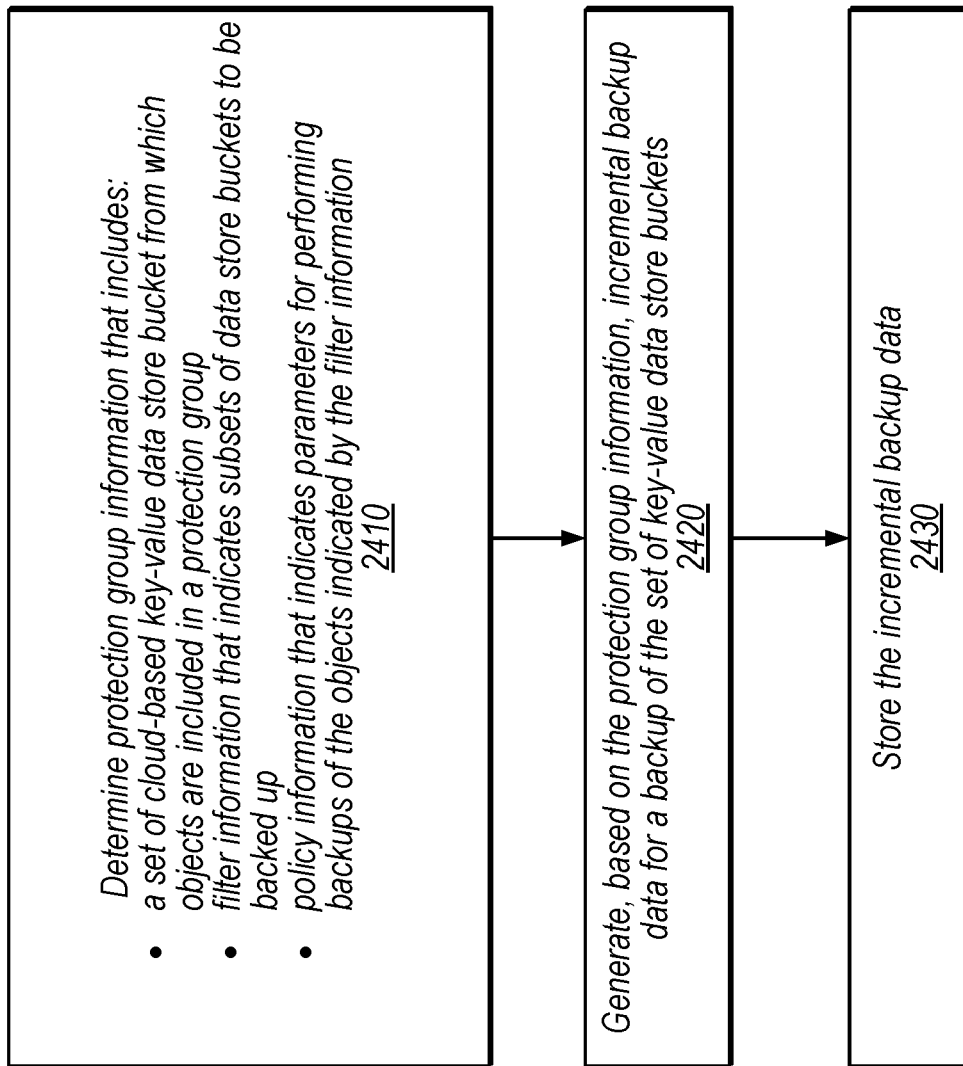 Determine protection group information that includes:
• a set of cloud-based key-value data store bucket from which
objects are included in a protection group
• filter information that indicates subsets of data store buckets to be
backed up
• policy information that indicates parameters for performing
backups of the objects indicated by the filter information
2410
Generate, based on the protection group information, incremental backup
data for a backup of the set of key-value data store buckets
2420
Store the incremental backup data
2430